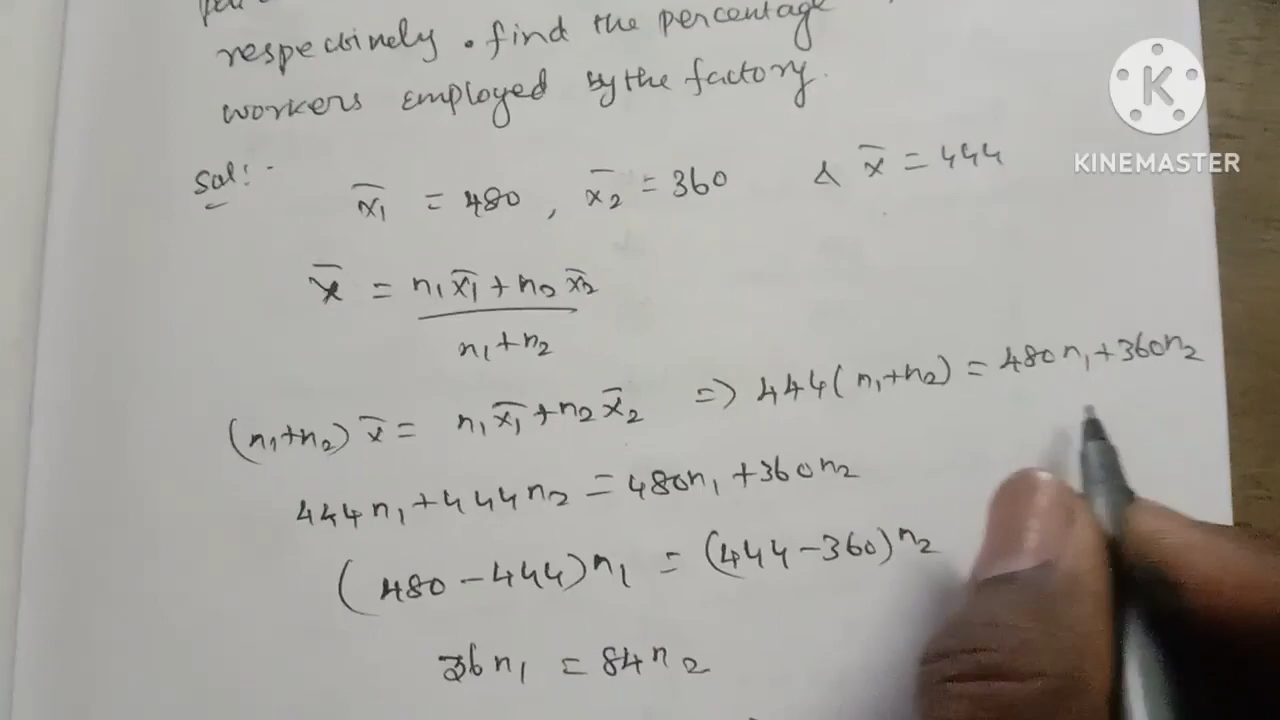 respectively. find the percentage
workers employed by the factory.
K
KINEMASTER
Sol:-
x̄₁ = 480, x̄₂ = 360 & x̄ = 444
x̄ = n₁x̄₁ + n₂x̄₂
n₁+n₂
(n₁+n₂) x̄ = n₁x̄₁ + n₂x̄₂ => 444(n₁+n₂) = 480n₁+360n₂
444n₁+444n₂ = 480n₁+360n₂
(480-444)n₁ = (444-360)n₂
36n₁ = 84n₂